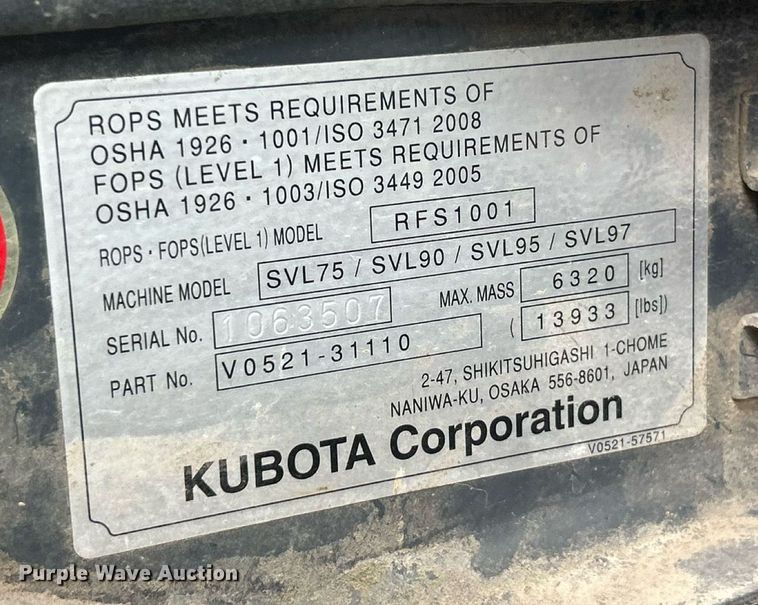 ROPS MEETS REQUIREMENTS OF
OSHA 1926・1001/ISO 3471 2008
FOPS (LEVEL 1) MEETS REQUIREMENTS OF
OSHA 1926・1003/ISO 3449 2005
ROPS・FOPS(LEVEL 1) MODEL RFS1001
MACHINE MODEL SVL75 / SVL90 / SVL95 / SVL97
SERIAL No. 1063507 MAX. MASS 6320 [kg]
PART No. V0521-31110 ( 13933 [lbs])
2-47, SHIKITSUHIGASHI 1-CHOME
NANIWA-KU, OSAKA 556-8601, JAPAN
KUBOTA Corporation
V0521-57571
Purple Wave Auction